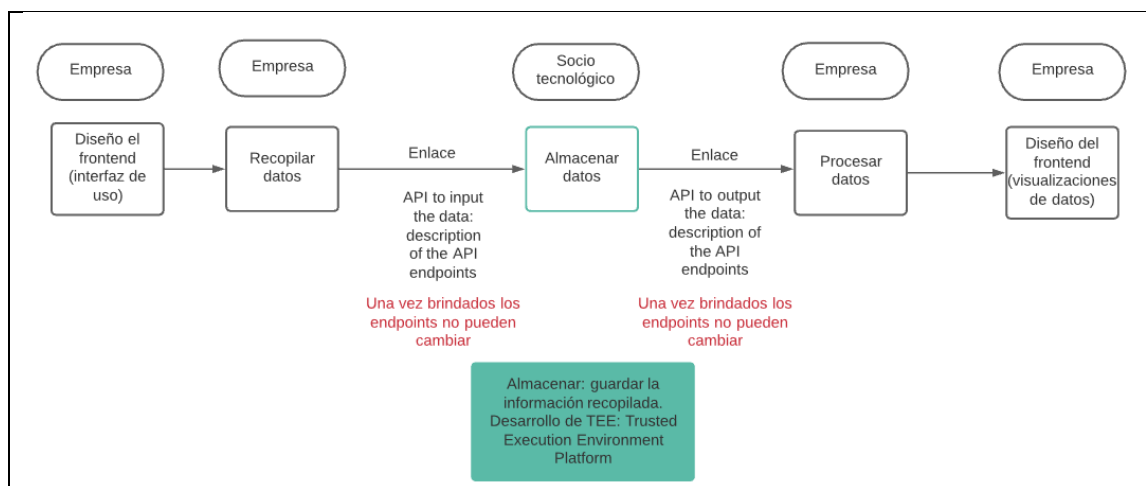 Empresa
Empresa
Socio
tecnológico
Empresa
Empresa
Diseño el
frontend
(interfaz de
uso)
Recopilar
datos
Enlace
Almacenar
datos
Enlace
Procesar
datos
Diseño del
frontend
(visualizaciones
de datos)
API to input
the data:
description
of the API
endpoints
API to output
the data:
description of
the API
endpoints
Una vez brindados los
endpoints no pueden
cambiar
Una vez brindados los
endpoints no pueden
cambiar
Almacenar: guardar la
información recopilada.
Desarrollo de TEE: Trusted
Execution Environment
Platform